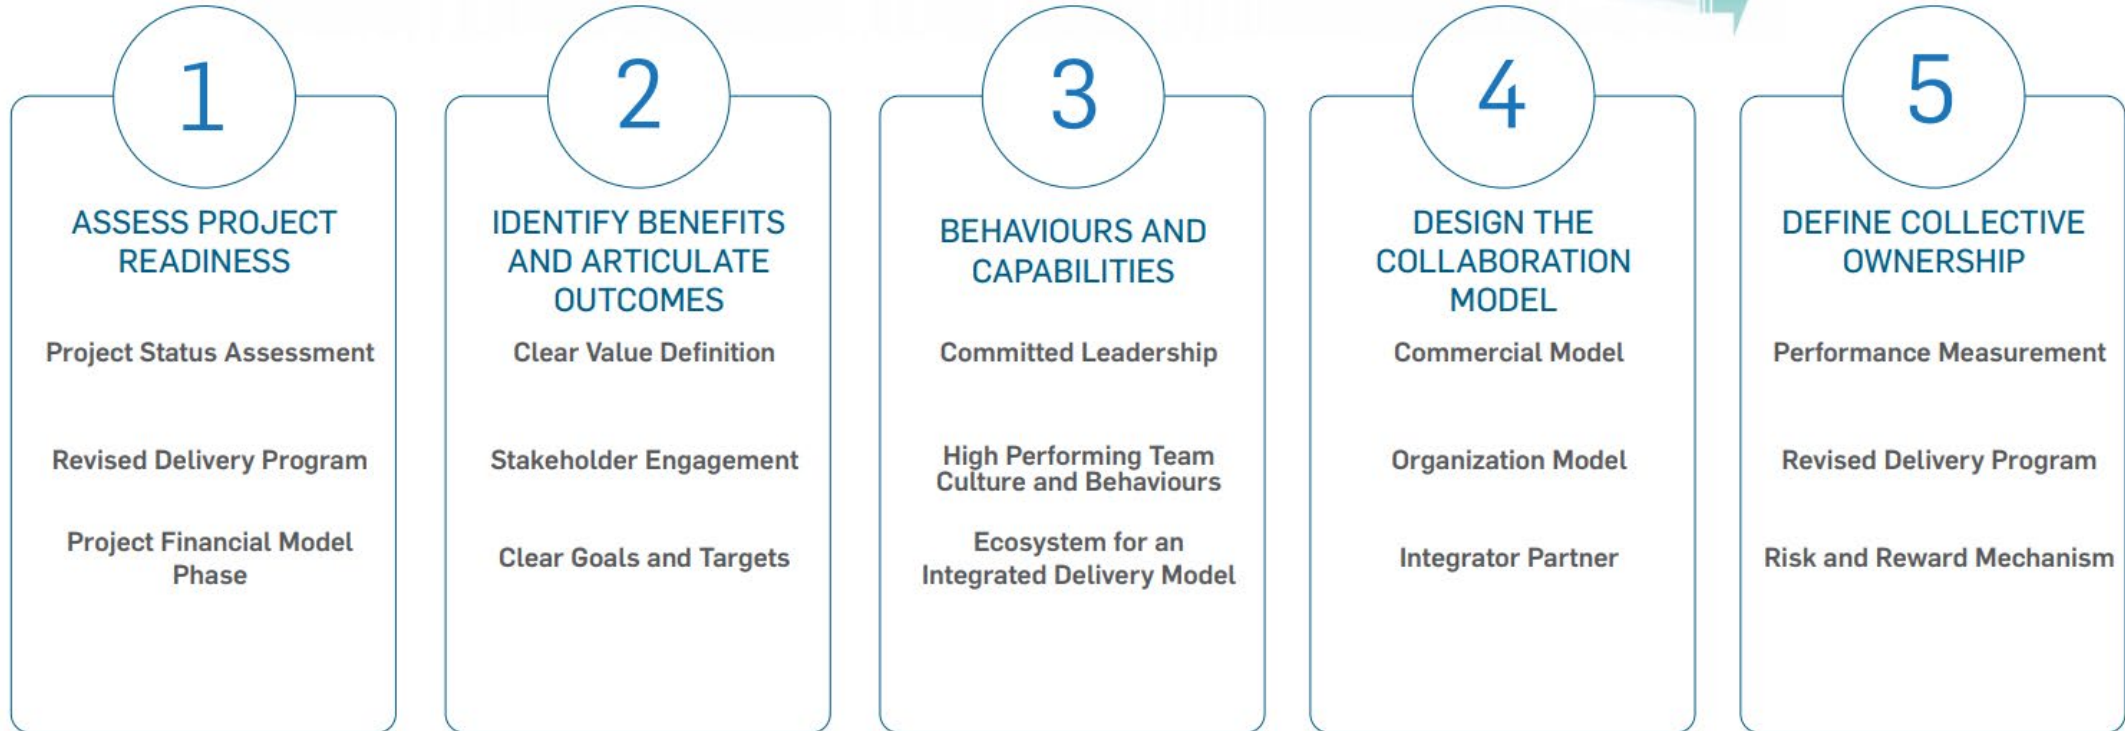 1
ASSESS PROJECT
READINESS
Project Status Assessment
Revised Delivery Program
Project Financial Model
Phase
2
IDENTIFY BENEFITS
AND ARTICULATE
OUTCOMES
Clear Value Definition
Stakeholder Engagement
Clear Goals and Targets
3
BEHAVIOURS AND
CAPABILITIES
Committed Leadership
High Performing Team
Culture and Behaviours
Ecosystem for an
Integrated Delivery Model
4
DESIGN THE
COLLABORATION
MODEL
Commercial Model
Organization Model
Integrator Partner
5
DEFINE COLLECTIVE
OWNERSHIP
Performance Measurement
Revised Delivery Program
Risk and Reward Mechanism